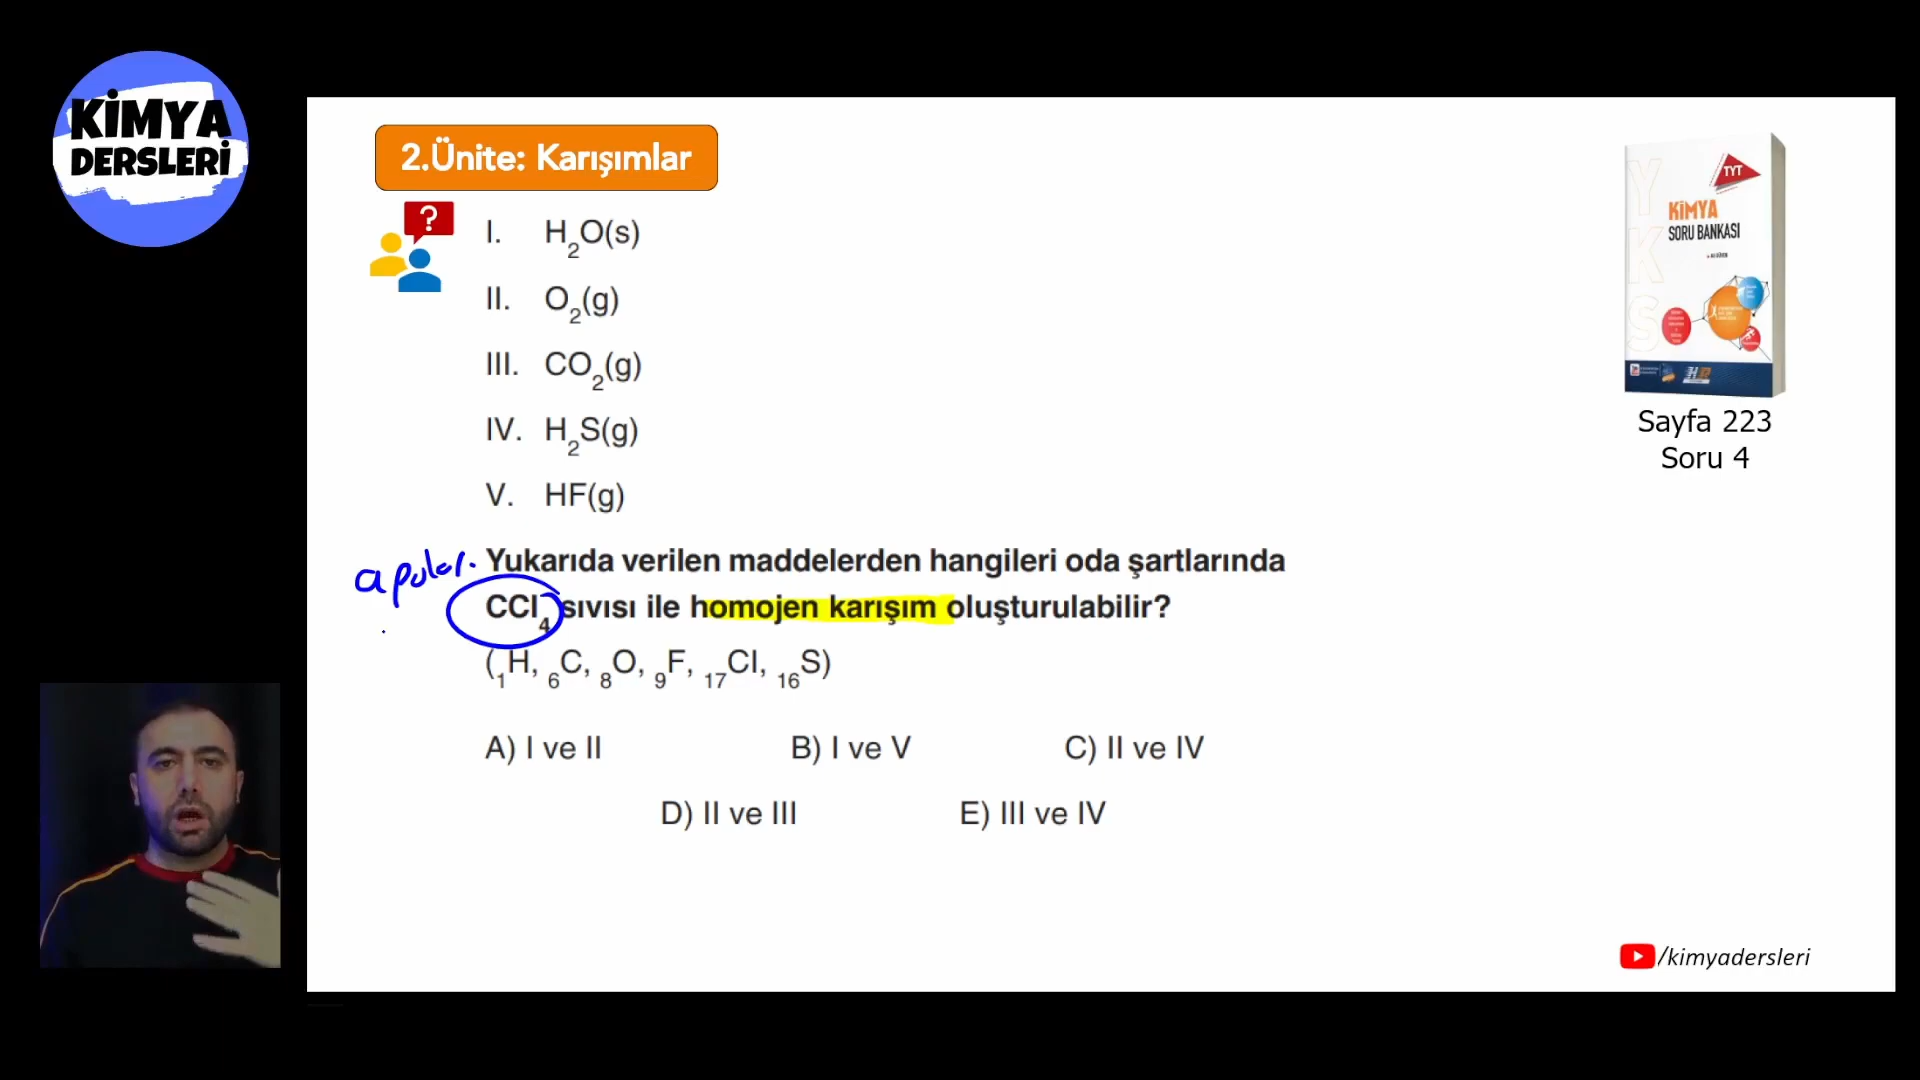 KİMYA
DERSLERİ
2.Ünite: Karışımlar
?
I. H₂O(s)
II. O₂(g)
III. CO₂(g)
IV. H₂S(g)
V. HF(g)
apolar.
Yukarıda verilen maddelerden hangileri oda şartlarında
CCl₄ sıvısı ile homojen karışım oluşturulabilir?
(₁H, ₆C, ₈O, ₉F, ₁₇Cl, ₁₆S)
A) I ve II B) I ve V C) II ve IV
D) II ve III E) III ve IV
YKS
TYT
KİMYA
SORU BANKASI
Sayfa 223
Soru 4
/kimyadersleri